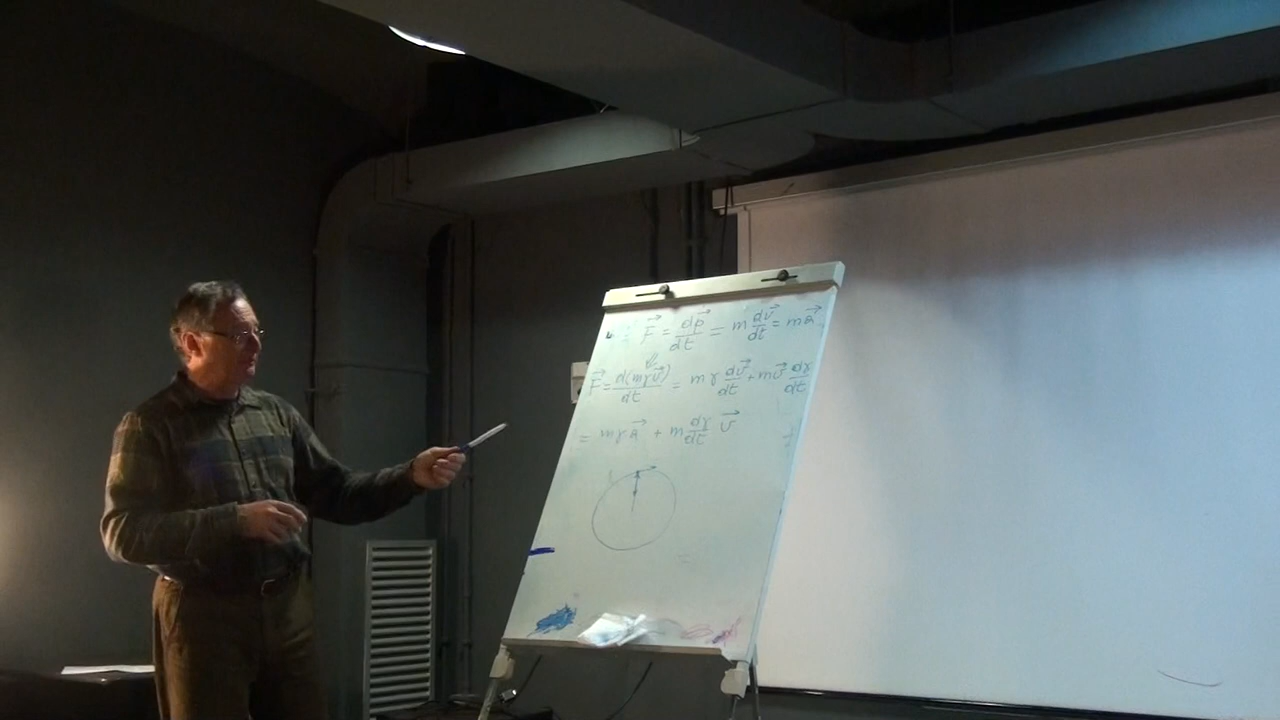 F⃗ = dp⃗/dt = m dv⃗/dt = ma⃗
F⃗ = d(mγv⃗)/dt = mγ dv⃗/dt + mv⃗ dγ/dt
= mγa⃗ + m dγ/dt v⃗